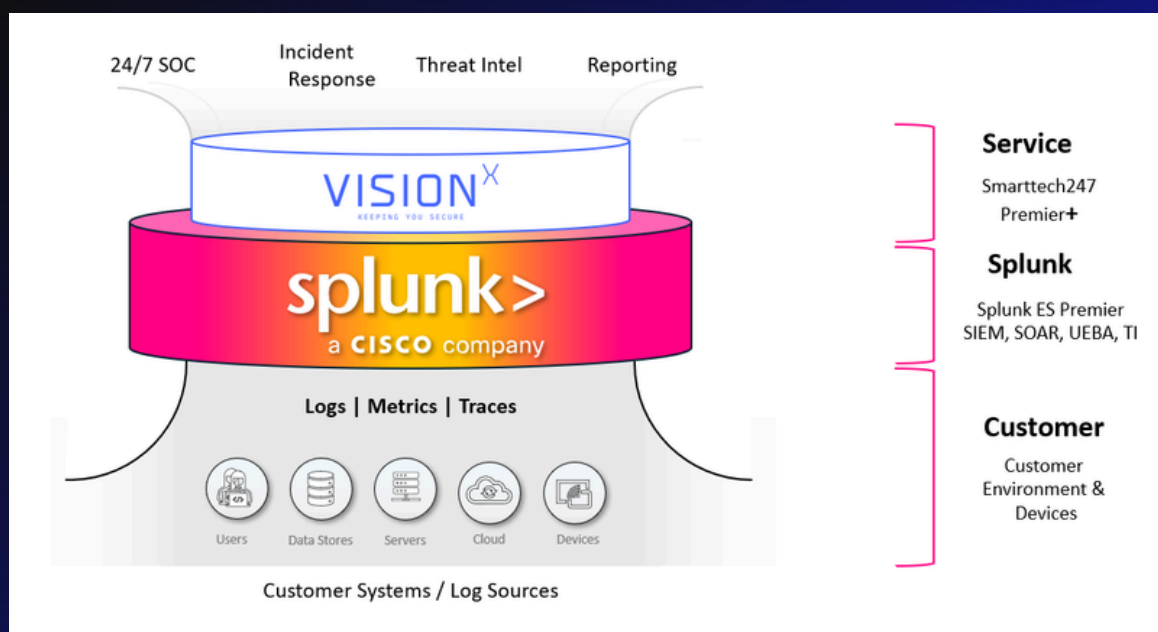 24/7 SOC
Incident
Response
Threat Intel
Reporting
VISION X
KEEPING YOU SECURE
splunk>
a CISCO company
Logs | Metrics | Traces
Users
Data Stores
Servers
Cloud
Devices
Customer Systems / Log Sources
Service
Smarttech247
Premier+
Splunk
Splunk ES Premier
SIEM, SOAR, UEBA, TI
Customer
Customer
Environment &
Devices